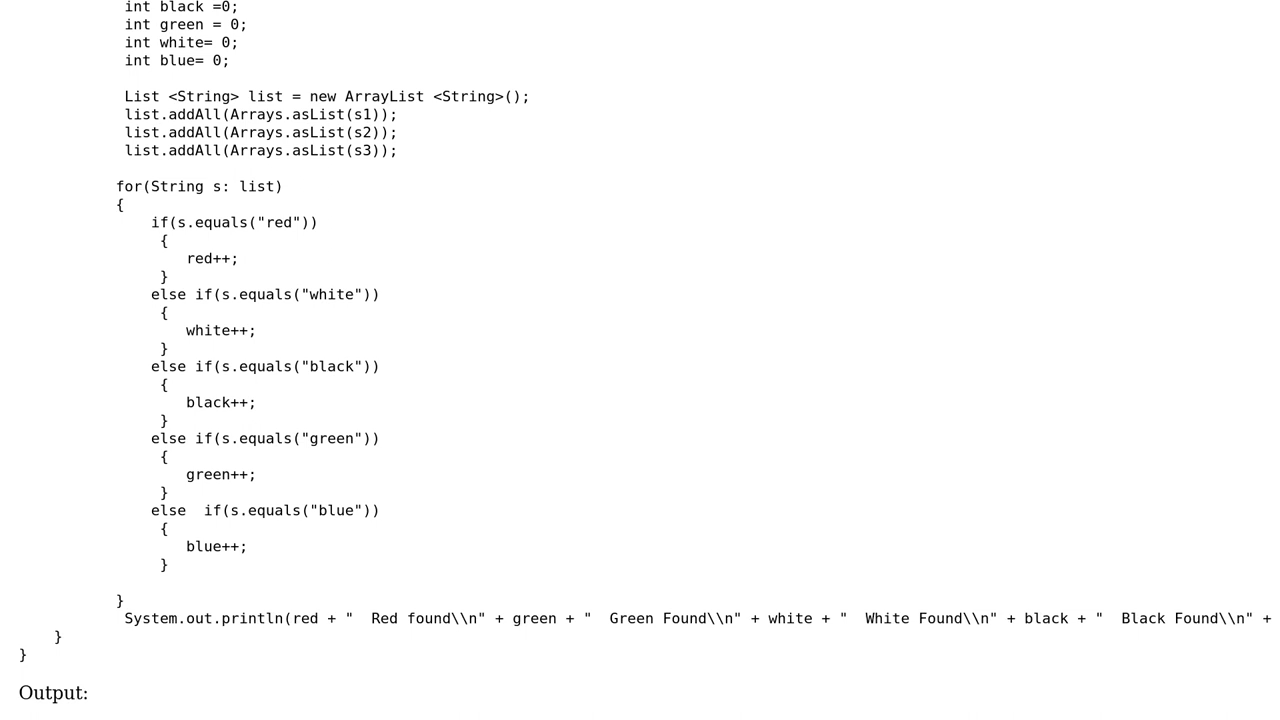 int black =0;
int green = 0;
int white= 0;
int blue= 0;
List <String> list = new ArrayList <String>();
list.addAll(Arrays.asList(s1));
list.addAll(Arrays.asList(s2));
list.addAll(Arrays.asList(s3));
for(String s: list)
{
if(s.equals("red"))
{
red++;
}
else if(s.equals("white"))
{
white++;
}
else if(s.equals("black"))
{
black++;
}
else if(s.equals("green"))
{
green++;
}
else  if(s.equals("blue"))
{
blue++;
}
}
System.out.println(red + "  Red found\\n" + green + "  Green Found\\n" + white + "  White Found\\n" + black + "  Black Found\\n" +
}
}
Output: